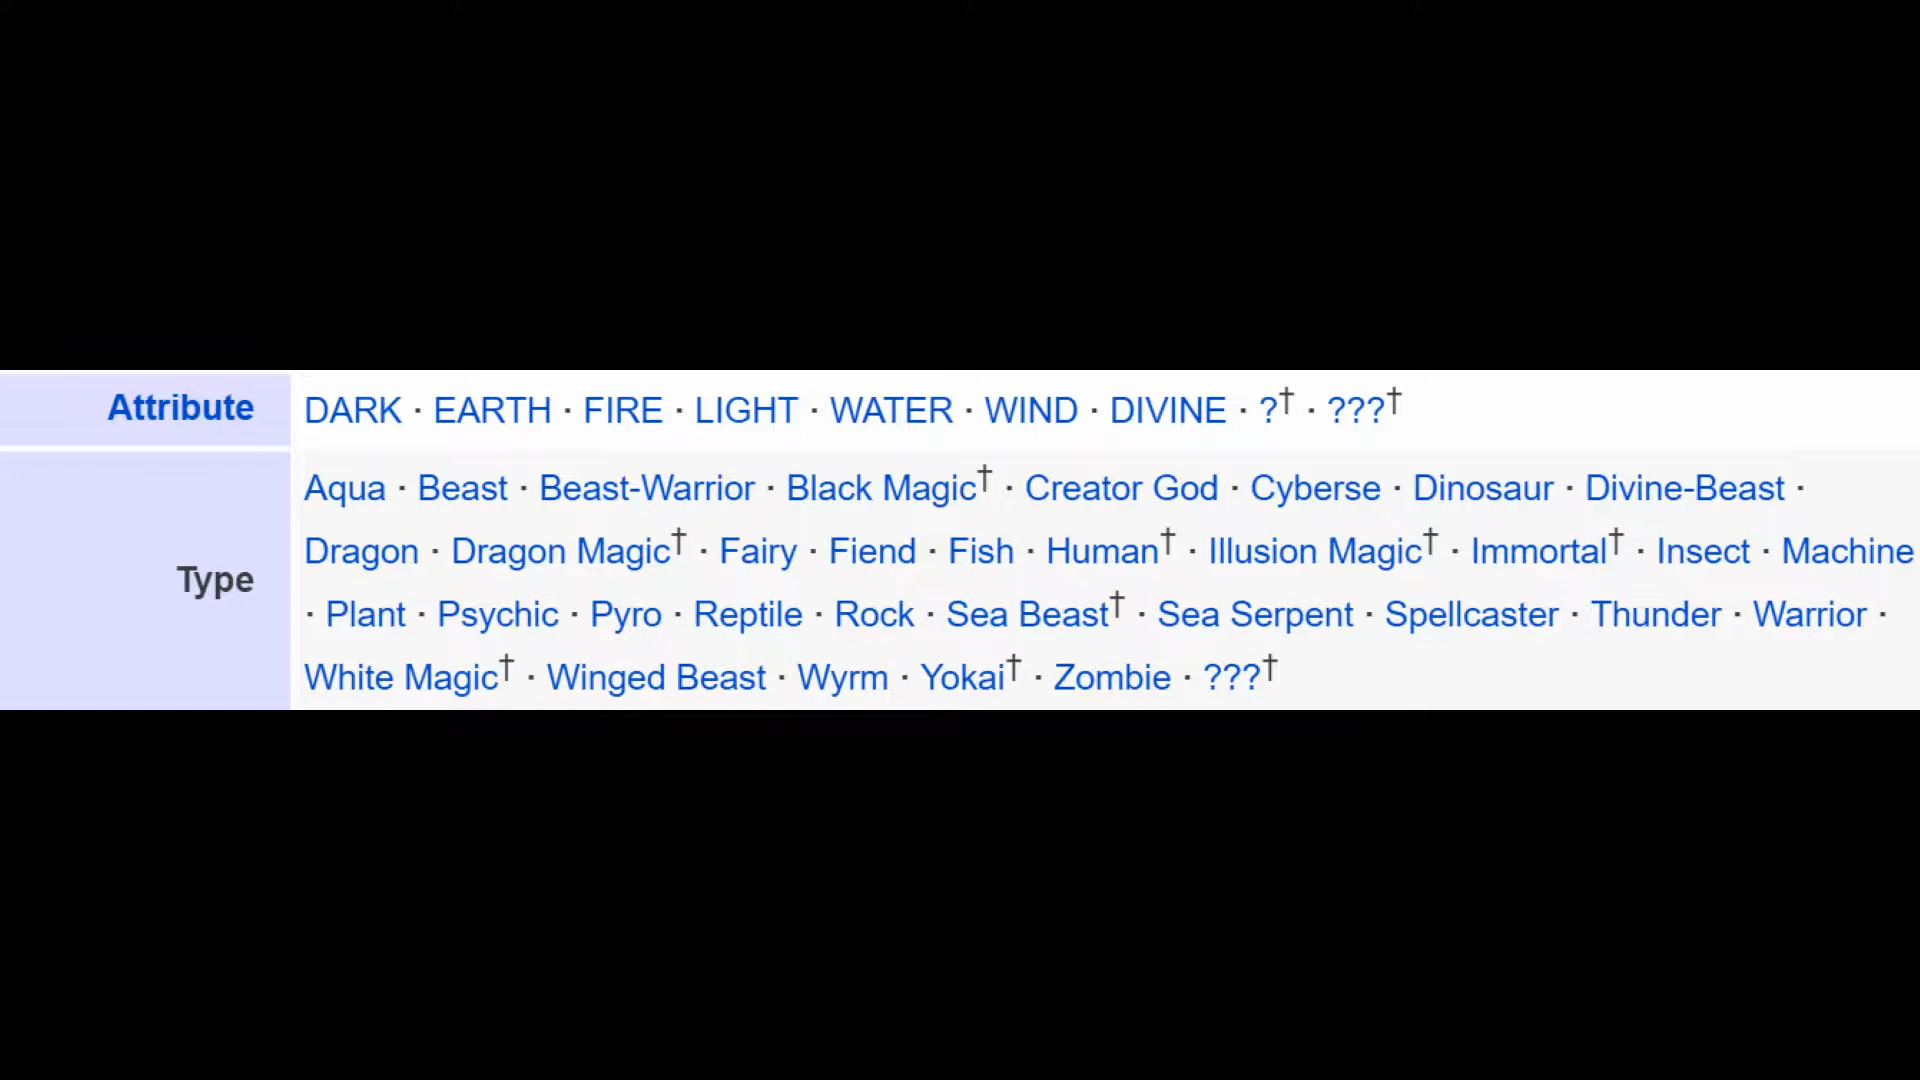 Attribute DARK · EARTH · FIRE · LIGHT · WATER · WIND · DIVINE · ?† · ???†
Aqua · Beast · Beast-Warrior · Black Magic† · Creator God · Cyberse · Dinosaur · Divine-Beast ·
Dragon · Dragon Magic† · Fairy · Fiend · Fish · Human† · Illusion Magic† · Immortal† · Insect · Machine
Type
· Plant · Psychic · Pyro · Reptile · Rock · Sea Beast† · Sea Serpent · Spellcaster · Thunder · Warrior ·
White Magic† · Winged Beast · Wyrm · Yokai† · Zombie · ???†